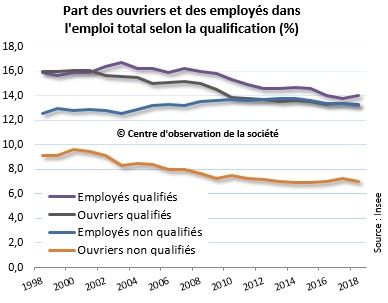 Part des ouvriers et des employés dans
l'emploi total selon la qualification (%)
18,0
16,0
14,0
12,0
10,0
8,0
6,0
4,0
2,0
0,0
© Centre d'observation de la société
Employés qualifiés
Ouvriers qualifiés
Employés non qualifiés
Ouvriers non qualifiés
1998
2000
2002
2004
2006
2008
2010
2012
2014
2016
2018
Source : Insee